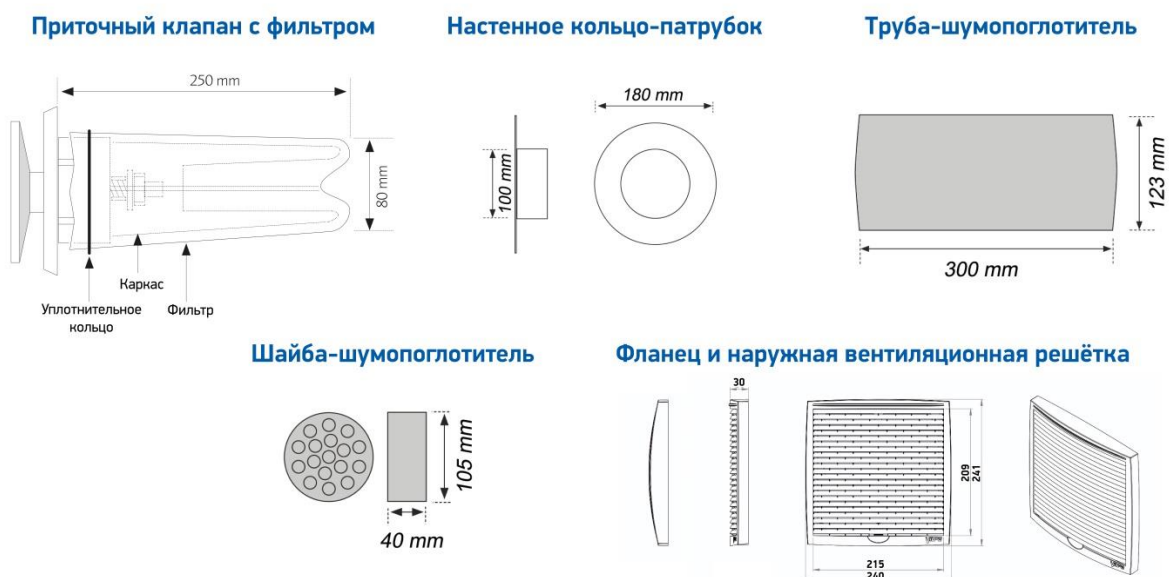 Приточный клапан с фильтром
250 mm
80 mm
Каркас
Уплотнительное
кольцо
Фильтр
Настенное кольцо-патрубок
180 mm
100 mm
Труба-шумопоглотитель
123 mm
300 mm
Шайба-шумопоглотитель
105 mm
40 mm
Фланец и наружная вентиляционная решётка
30
209
241
215
240